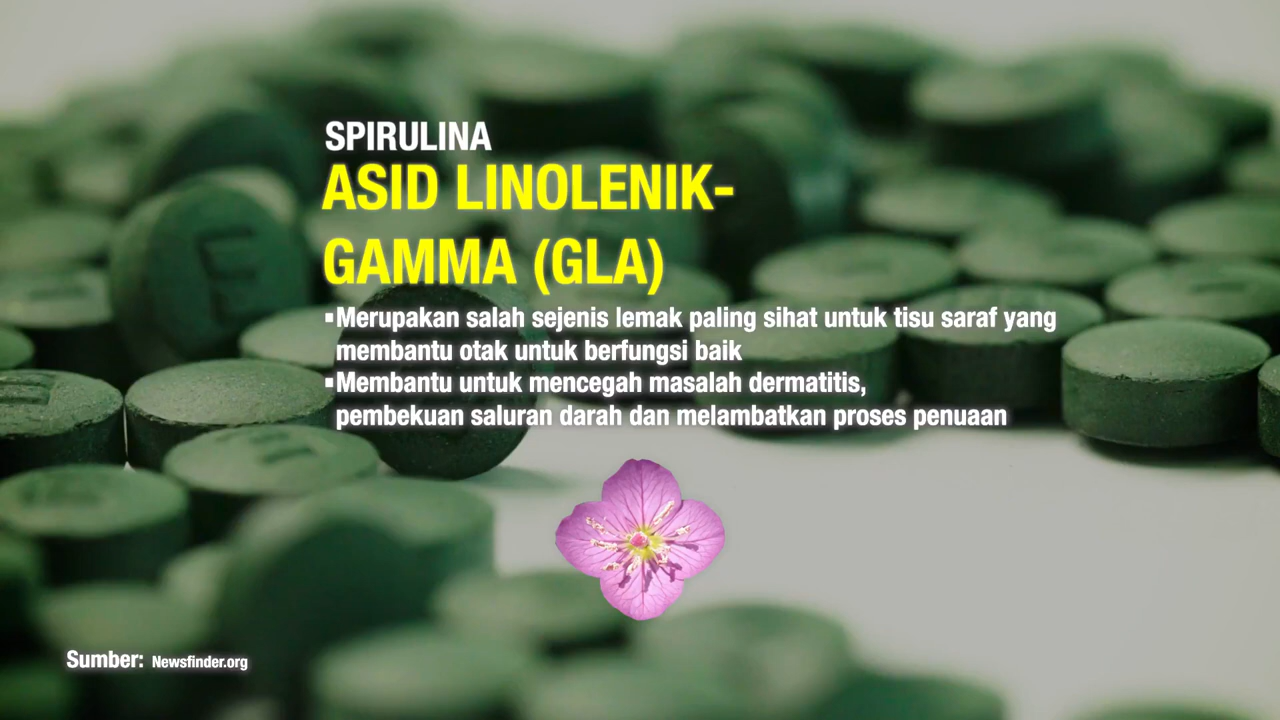 SPIRULINA
ASID LINOLENIK-
GAMMA (GLA)
▪Merupakan salah sejenis lemak paling sihat untuk tisu saraf yang
membantu otak untuk berfungsi baik
▪Membantu untuk mencegah masalah dermatitis,
pembekuan saluran darah dan melambatkan proses penuaan
E
Sumber: Newsfinder.org